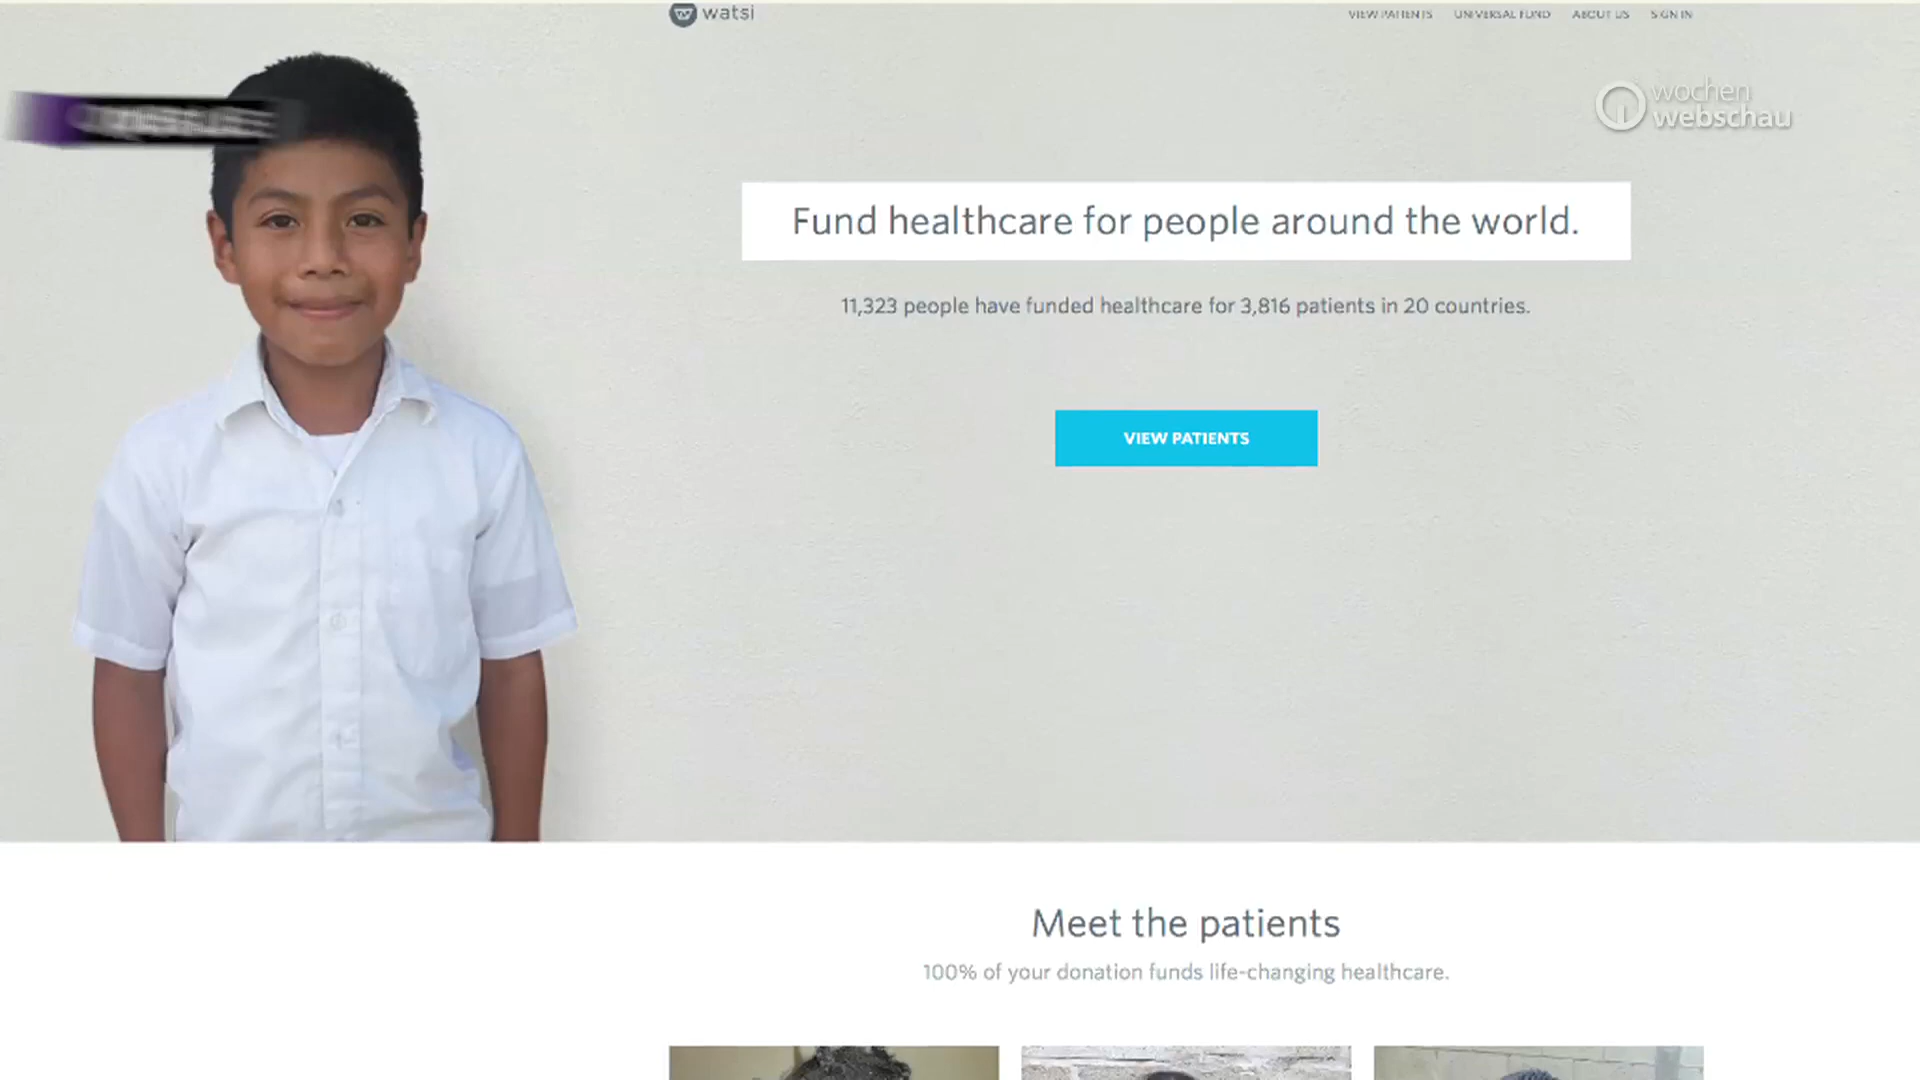 watsi
VIEW PATIENTS UNIVERSAL FUND ABOUT US SIGN IN
wochen
webschau
Fund healthcare for people around the world.
11,323 people have funded healthcare for 3,816 patients in 20 countries.
VIEW PATIENTS
Meet the patients
100% of your donation funds life-changing healthcare.